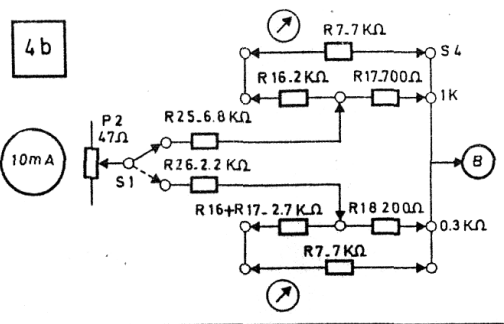 4b
R7-7KΩ
S4
R16.2KΩ
R17-700Ω
1K
P2
47Ω
R25-6.8KΩ
10mA
R26-2.2KΩ
S1
B
R16+R17-2.7KΩ
R18 200Ω
0.3KΩ
R7-7KΩ